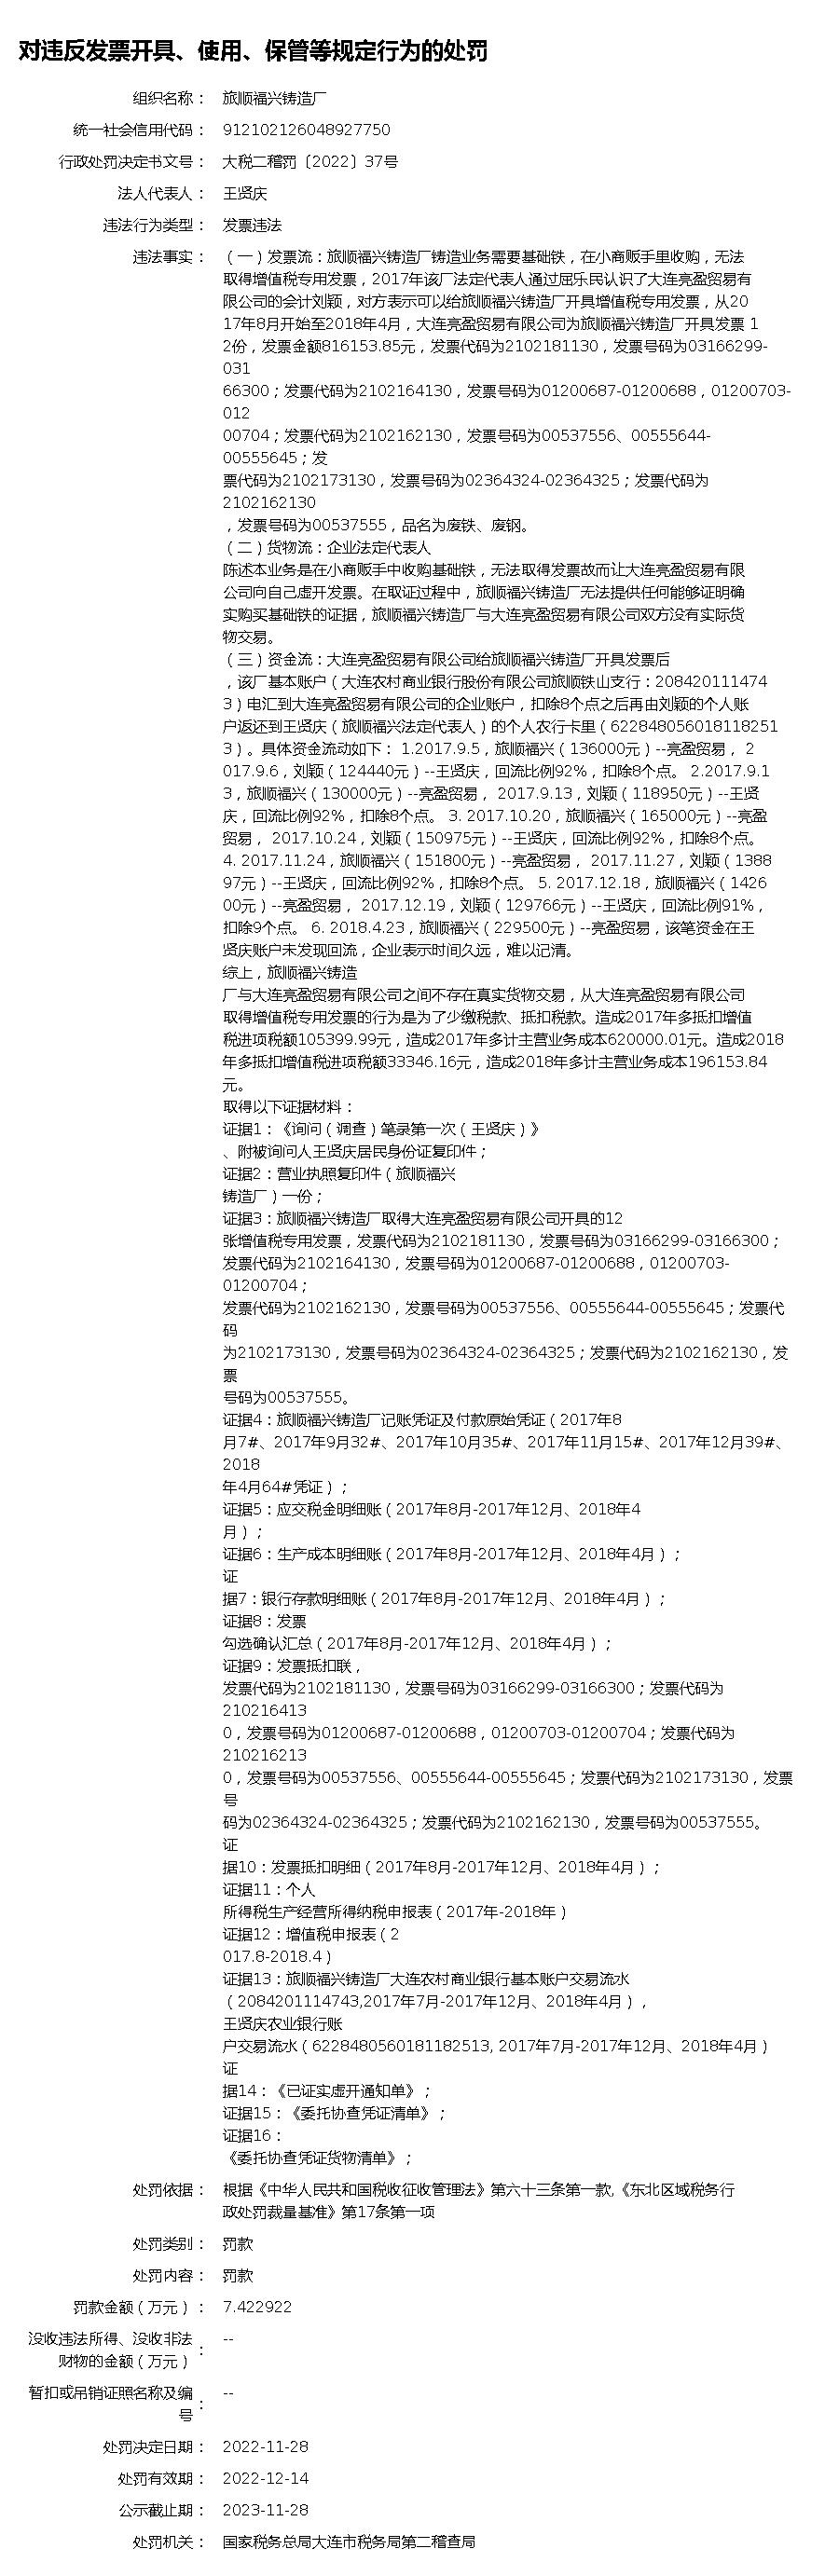 对违反发票开具、使用、保管等规定行为的处罚
组织名称： 旅顺福兴铸造厂
统一社会信用代码： 912102126048927750
行政处罚决定书文号： 大税二稽罚〔2022〕37号
法人代表人： 王贤庆
违法行为类型： 发票违法
违法事实： （一）发票流：旅顺福兴铸造厂铸造业务需要基础铁，在小商贩手里收购，无法
取得增值税专用发票，2017年该厂法定代表人通过屈乐民认识了大连亮盈贸易有
限公司的会计刘颖，对方表示可以给旅顺福兴铸造厂开具增值税专用发票，从20
17年8月开始至2018年4月，大连亮盈贸易有限公司为旅顺福兴铸造厂开具发票 1
2份，发票金额816153.85元，发票代码为2102181130，发票号码为03166299-
031
66300；发票代码为2102164130，发票号码为01200687-01200688，01200703-
012
00704；发票代码为2102162130，发票号码为00537556、00555644-
00555645；发
票代码为2102173130，发票号码为02364324-02364325；发票代码为
2102162130
，发票号码为00537555，品名为废铁、废钢。
（二）货物流：企业法定代表人
陈述本业务是在小商贩手中收购基础铁，无法取得发票故而让大连亮盈贸易有限
公司向自己虚开发票。在取证过程中，旅顺福兴铸造厂无法提供任何能够证明确
实购买基础铁的证据，旅顺福兴铸造厂与大连亮盈贸易有限公司双方没有实际货
物交易。
（三）资金流：大连亮盈贸易有限公司给旅顺福兴铸造厂开具发票后
，该厂基本账户（大连农村商业银行股份有限公司旅顺铁山支行：208420111474
3）电汇到大连亮盈贸易有限公司的企业账户，扣除8个点之后再由刘颖的个人账
户返还到王贤庆（旅顺福兴法定代表人）的个人农行卡里（622848056018118251
3）。具体资金流动如下： 1.2017.9.5，旅顺福兴（136000元）--亮盈贸易， 2
017.9.6，刘颖（124440元）--王贤庆，回流比例92%，扣除8个点。 2.2017.9.1
3，旅顺福兴（130000元）--亮盈贸易， 2017.9.13，刘颖（118950元）--王贤
庆，回流比例92%，扣除8个点。 3. 2017.10.20，旅顺福兴（165000元）--亮盈
贸易， 2017.10.24，刘颖（150975元）--王贤庆，回流比例92%，扣除8个点。
4. 2017.11.24，旅顺福兴（151800元）--亮盈贸易， 2017.11.27，刘颖（1388
97元）--王贤庆，回流比例92%，扣除8个点。 5. 2017.12.18，旅顺福兴（1426
00元）--亮盈贸易， 2017.12.19，刘颖（129766元）--王贤庆，回流比例91%，
扣除9个点。 6. 2018.4.23，旅顺福兴（229500元）--亮盈贸易，该笔资金在王
贤庆账户未发现回流，企业表示时间久远，难以记清。
综上，旅顺福兴铸造
厂与大连亮盈贸易有限公司之间不存在真实货物交易，从大连亮盈贸易有限公司
取得增值税专用发票的行为是为了少缴税款、抵扣税款。造成2017年多抵扣增值
税进项税额105399.99元，造成2017年多计主营业务成本620000.01元。造成2018
年多抵扣增值税进项税额33346.16元，造成2018年多计主营业务成本196153.84
元。
取得以下证据材料：
证据1：《询问（调查）笔录第一次（王贤庆）》
、附被询问人王贤庆居民身份证复印件；
证据2：营业执照复印件（旅顺福兴
铸造厂）一份；
证据3：旅顺福兴铸造厂取得大连亮盈贸易有限公司开具的12
张增值税专用发票，发票代码为2102181130，发票号码为03166299-03166300；
发票代码为2102164130，发票号码为01200687-01200688，01200703-
01200704；
发票代码为2102162130，发票号码为00537556、00555644-00555645；发票代
码
为2102173130，发票号码为02364324-02364325；发票代码为2102162130，发
票
号码为00537555。
证据4：旅顺福兴铸造厂记账凭证及付款原始凭证（2017年8
月7#、2017年9月32#、2017年10月35#、2017年11月15#、2017年12月39#、
2018
年4月64#凭证）；
证据5：应交税金明细账（2017年8月-2017年12月、2018年4
月）；
证据6：生产成本明细账（2017年8月-2017年12月、2018年4月）；
证
据7：银行存款明细账（2017年8月-2017年12月、2018年4月）；
证据8：发票
勾选确认汇总（2017年8月-2017年12月、2018年4月）；
证据9：发票抵扣联，
发票代码为2102181130，发票号码为03166299-03166300；发票代码为
210216413
0，发票号码为01200687-01200688，01200703-01200704；发票代码为
210216213
0，发票号码为00537556、00555644-00555645；发票代码为2102173130，发票
号
码为02364324-02364325；发票代码为2102162130，发票号码为00537555。
证
据10：发票抵扣明细（2017年8月-2017年12月、2018年4月）；
证据11：个人
所得税生产经营所得纳税申报表（2017年-2018年）
证据12：增值税申报表（2
017.8-2018.4）
证据13：旅顺福兴铸造厂大连农村商业银行基本账户交易流水
（2084201114743,2017年7月-2017年12月、2018年4月），
王贤庆农业银行账
户交易流水（6228480560181182513, 2017年7月-2017年12月、2018年4月）
证
据14：《已证实虚开通知单》；
证据15：《委托协查凭证清单》；
证据16：
《委托协查凭证货物清单》；
处罚依据： 根据《中华人民共和国税收征收管理法》第六十三条第一款,《东北区域税务行
政处罚裁量基准》第17条第一项
处罚类别： 罚款
处罚内容： 罚款
罚款金额（万元）： 7.422922
没收违法所得、没收非法
财物的金额（万元）： --
暂扣或吊销证照名称及编
号： --
处罚决定日期： 2022-11-28
处罚有效期： 2022-12-14
公示截止期： 2023-11-28
处罚机关： 国家税务总局大连市税务局第二稽查局